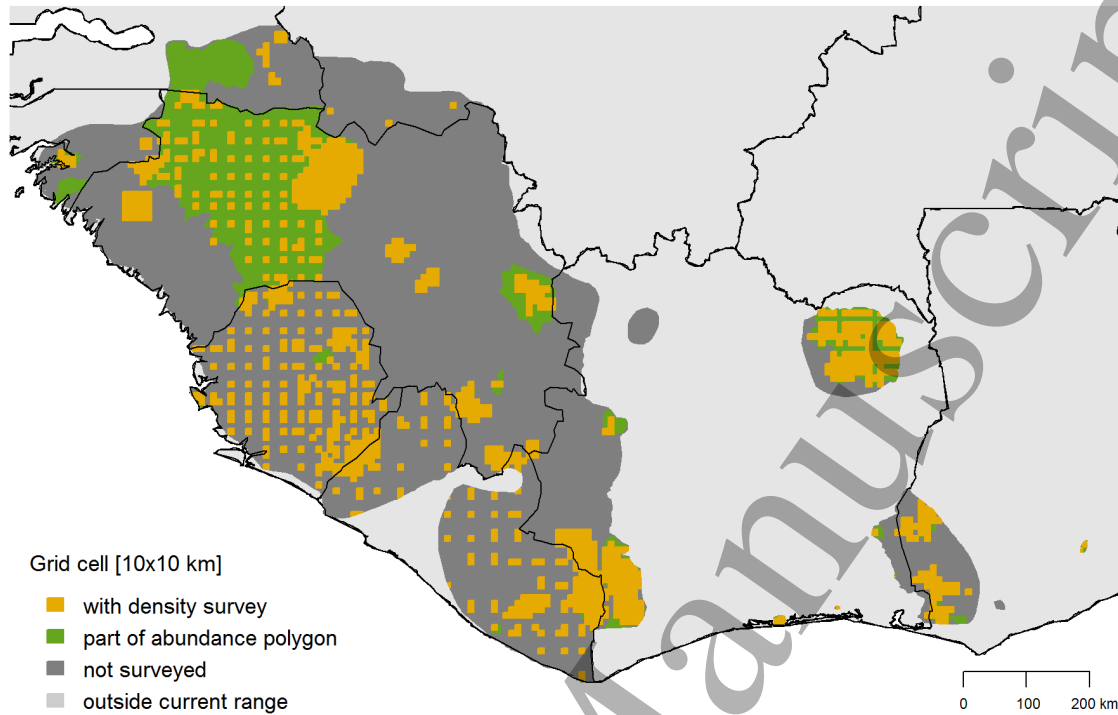 Grid cell [10x10 km]
with density survey
part of abundance polygon
not surveyed
outside current range
0 100 200 km
Manuscri